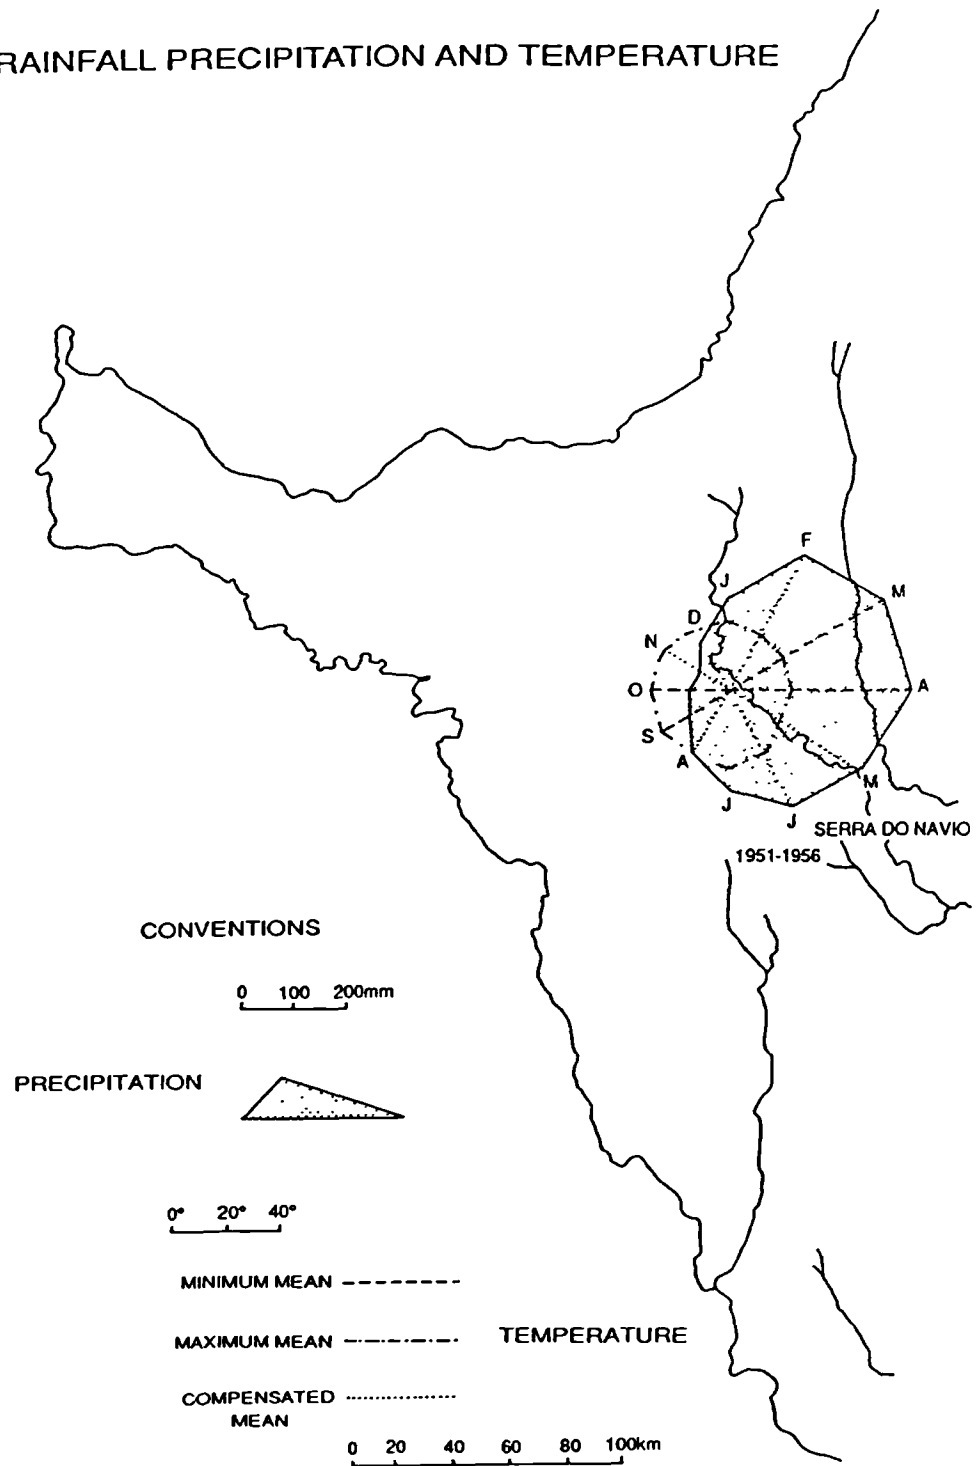 RAINFALL PRECIPITATION AND TEMPERATURE
F
J
M
D
N
O
A
S
A
M
J
J
SERRA DO NAVIO
1951-1956
CONVENTIONS
0 100 200mm
PRECIPITATION
0° 20° 40°
MINIMUM MEAN
MAXIMUM MEAN
TEMPERATURE
COMPENSATED
MEAN
0 20 40 60 80 100km